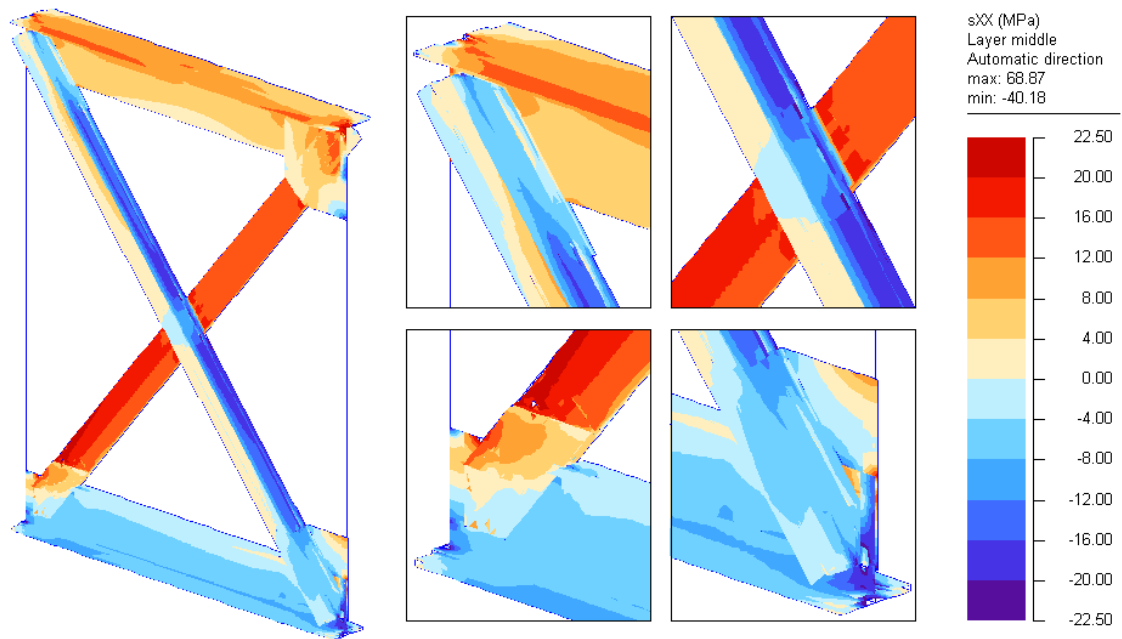 sXX (MPa)
Layer middle
Automatic direction
max: 68.87
min: -40.18
22.50
20.00
16.00
12.00
8.00
4.00
0.00
-4.00
-8.00
-12.00
-16.00
-20.00
-22.50